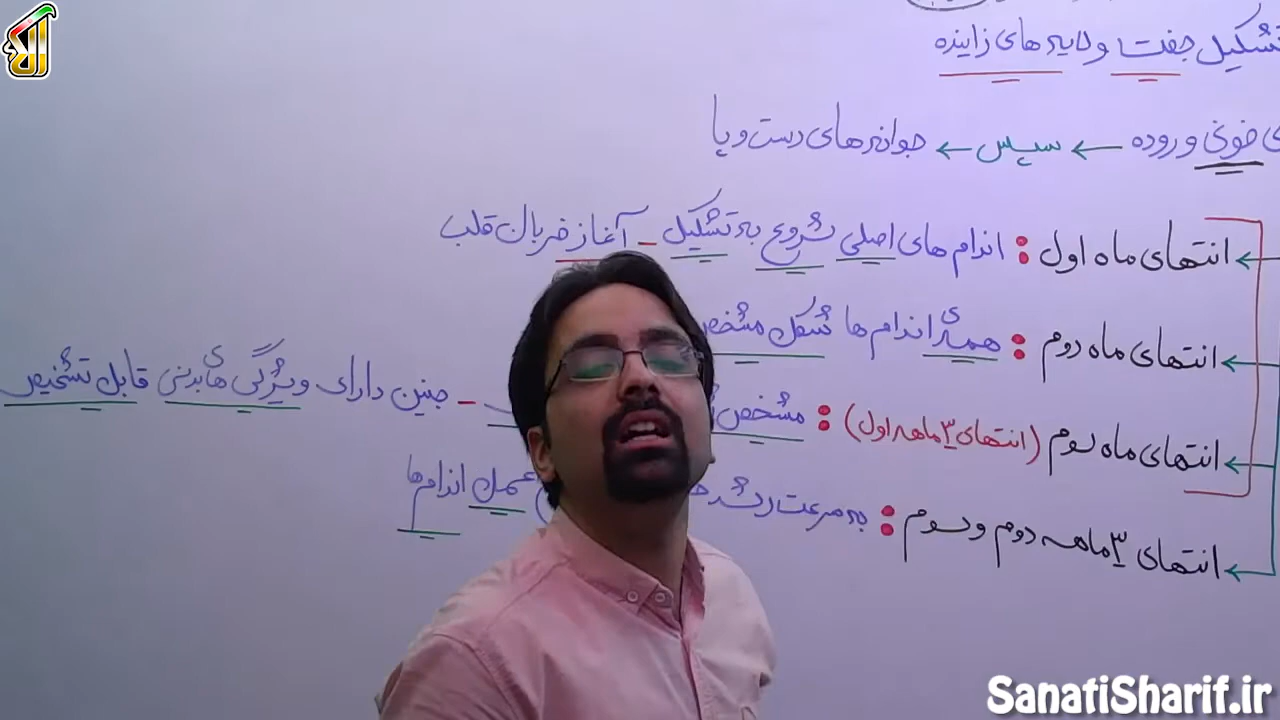 تشکیل جفت و لایه های زاینده
خونی و روده ← سپس ← جوانه های دست و پا
انتهای ماه اول : اندام های اصلی شروع به تشکیل - آغاز ضربان قلب
انتهای ماه دوم : همهٔ اندام ها شکل مشخص
انتهای ماه سوم (انتهای ۳ ماهه اول) : مشخص - جنین دارای ویژگی های بدنی قابل تشخیص
انتهای ۳ ماهه دوم و سوم : به سرعت رشد عمل اندام ها
SanatiSharif.ir